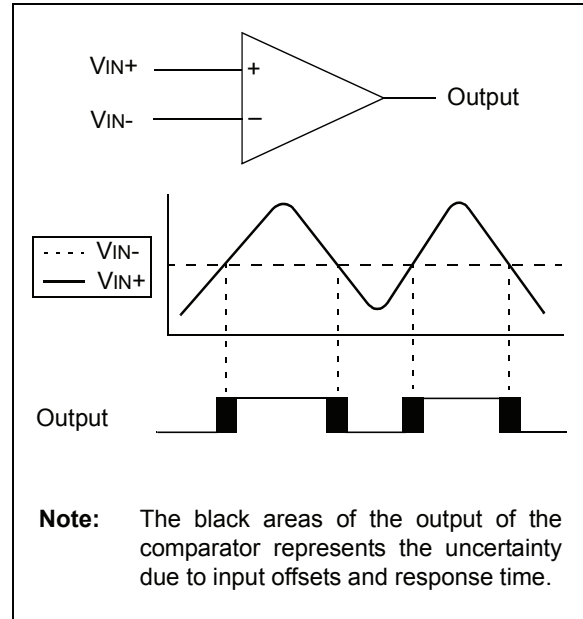 VIN+
+
Output
VIN-
–
VIN-
VIN+
Output
Note: The black areas of the output of the
comparator represents the uncertainty
due to input offsets and response time.